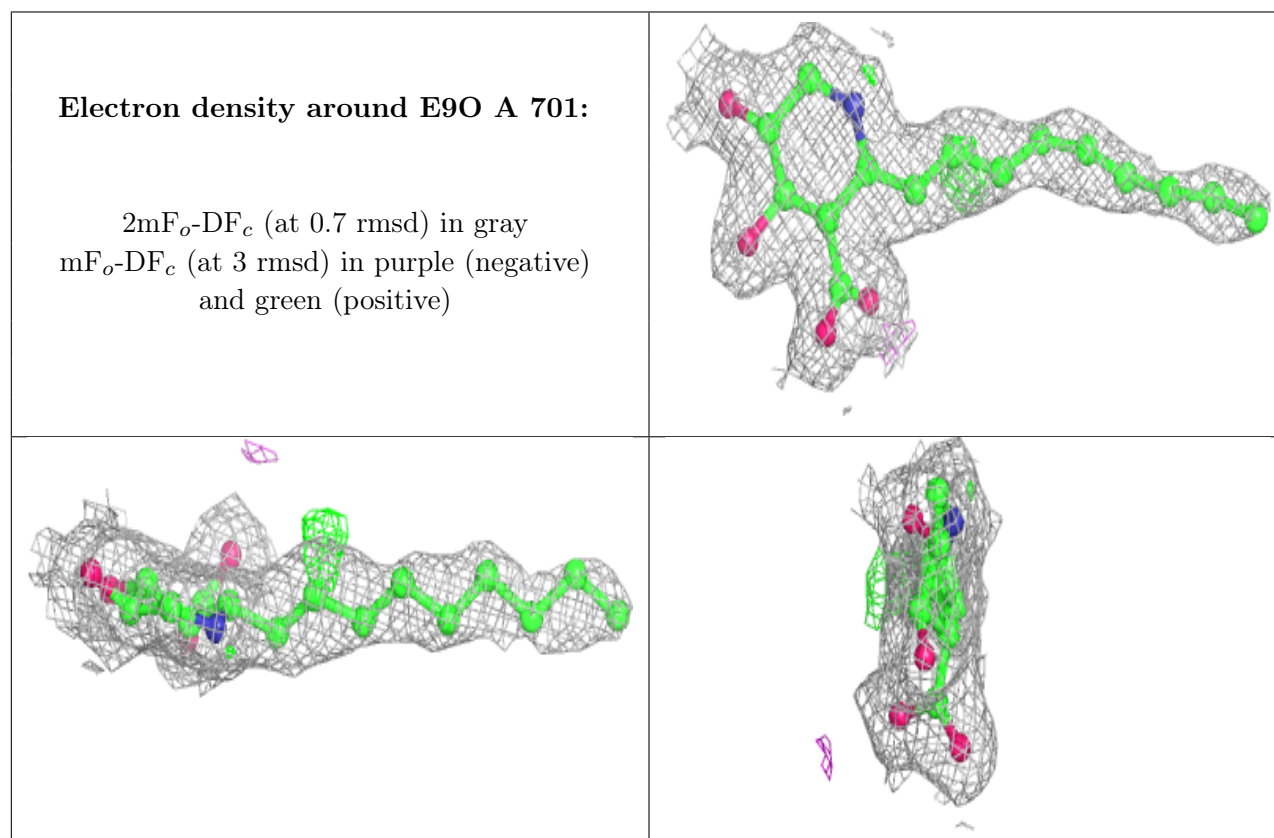 Electron density around E9O A 701:
2mFo-DFc (at 0.7 rmsd) in gray
mFo-DFc (at 3 rmsd) in purple (negative)
and green (positive)